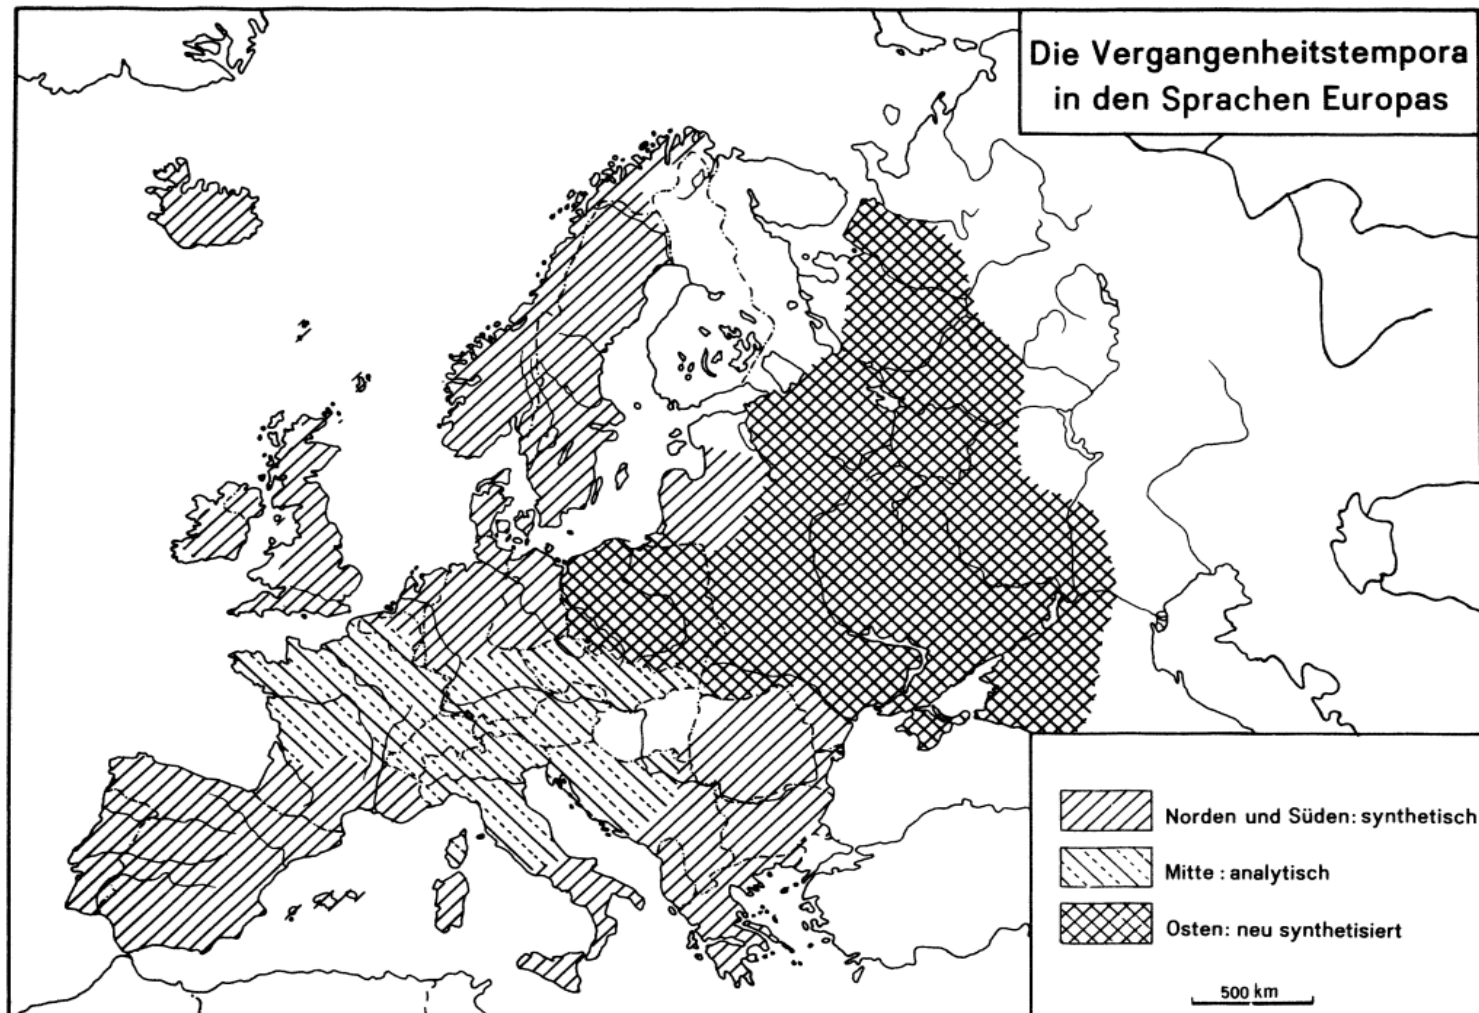 Die Vergangenheitstempora
in den Sprachen Europas
Norden und Süden: synthetisch
Mitte: analytisch
Osten: neu synthetisiert
500 km